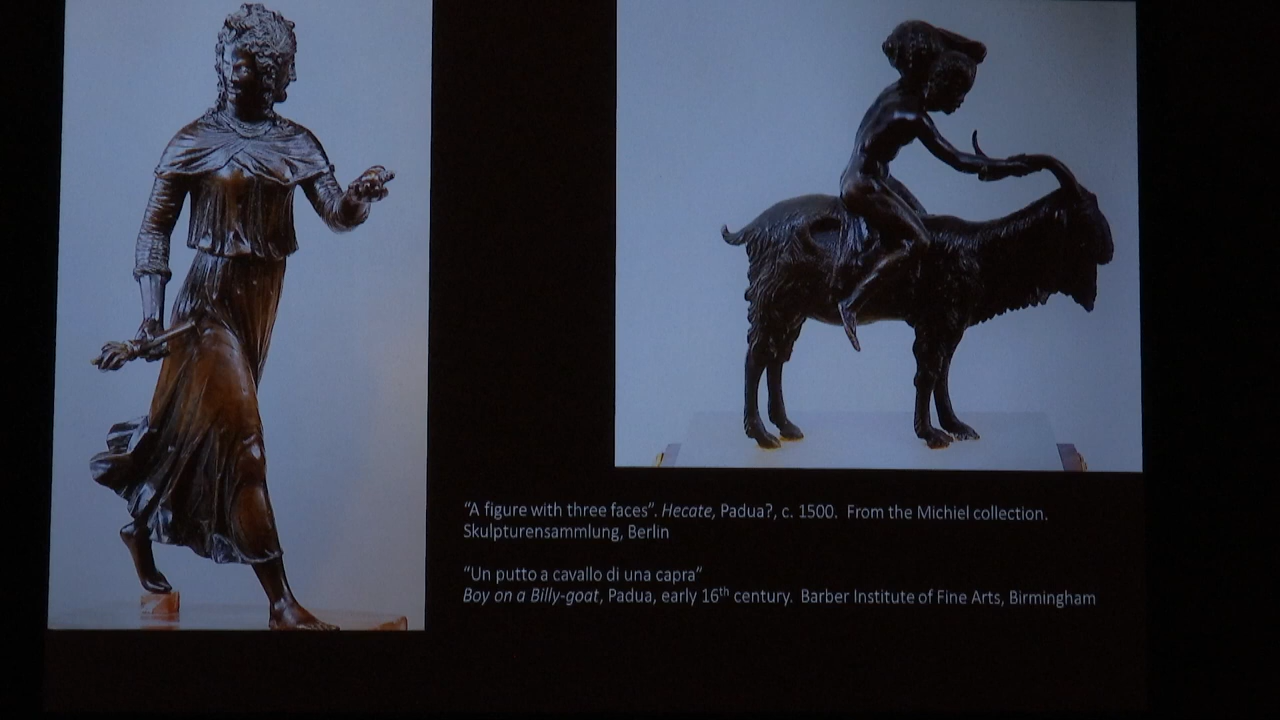 “A figure with three faces”. Hecate, Padua?, c. 1500. From the Michiel collection.
Skulpturensammlung, Berlin
“Un putto a cavallo di una capra”
Boy on a Billy-goat, Padua, early 16th century. Barber Institute of Fine Arts, Birmingham